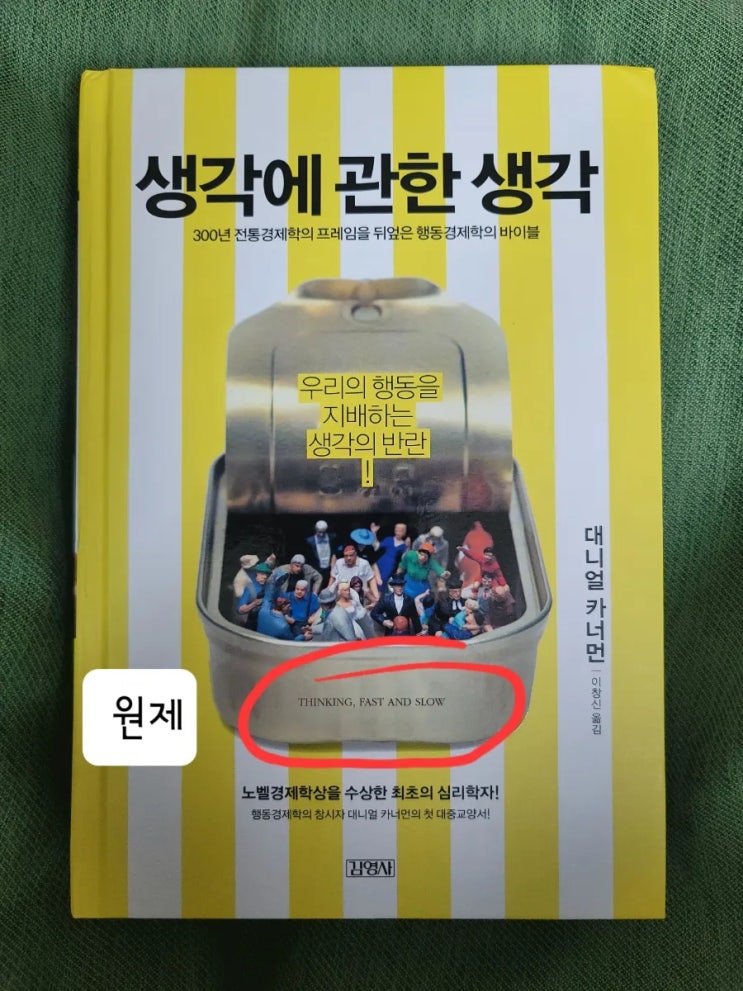 생각에 관한 생각
300년 전통경제학의 프레임을 뒤엎은 행동경제학의 바이블
우리의 행동을
지배하는
생각의 반란
!
대니얼 카너먼
이창신 옮김
THINKING, FAST AND SLOW
원제
노벨경제학상을 수상한 최초의 심리학자!
행동경제학의 창시자 대니얼 카너먼의 첫 대중교양서!
김영사